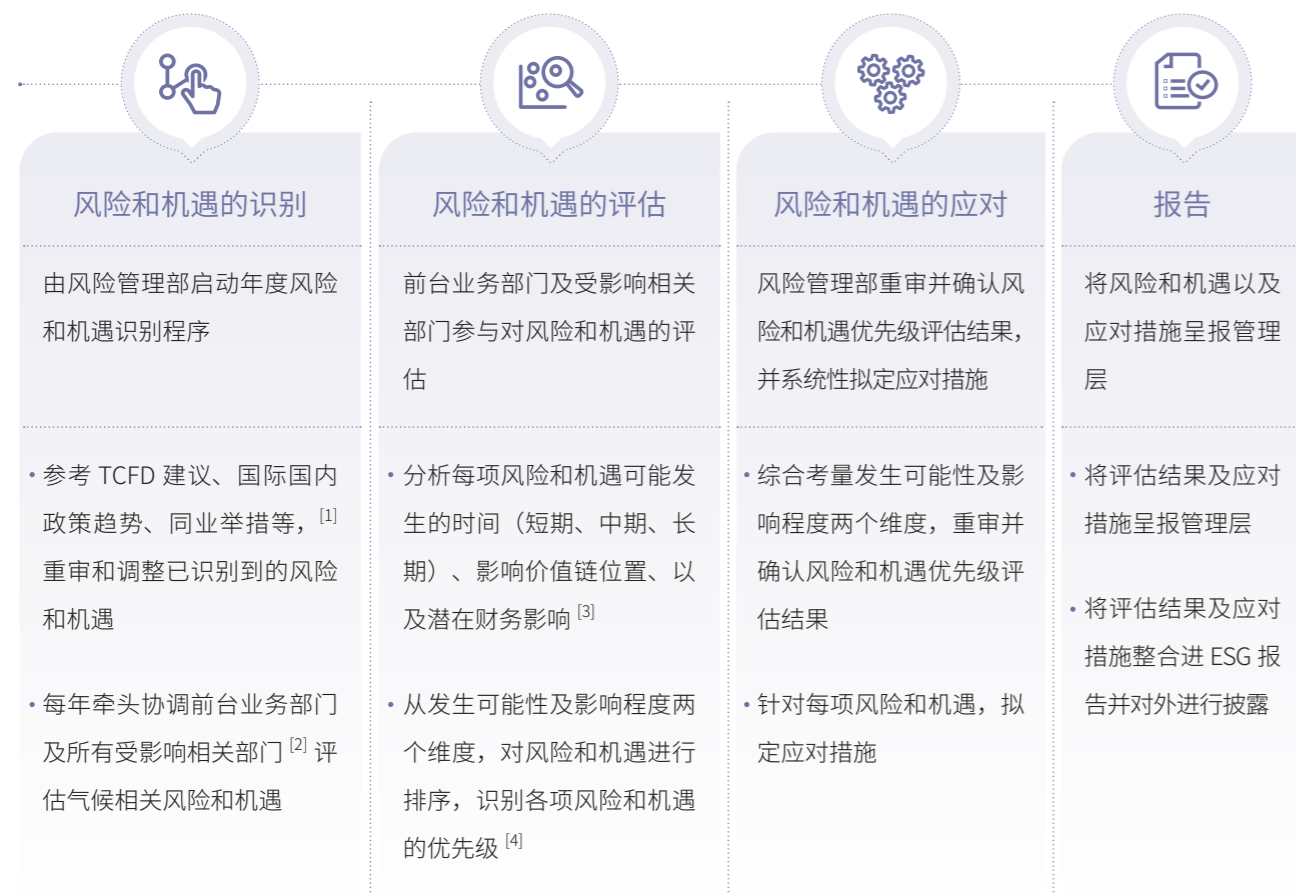 风险和机遇的识别
由风险管理部启动年度风险
和机遇识别程序
• 参考 TCFD 建议、国际国内
政策趋势、同业举措等，[1]
重审和调整已识别到的风险
和机遇
• 每年牵头协调前台业务部门
及所有受影响相关部门 [2] 评
估气候相关风险和机遇
风险和机遇的评估
前台业务部门及受影响相关
部门参与对风险和机遇的评
估
• 分析每项风险和机遇可能发
生的时间（短期、中期、长
期）、影响价值链位置、以
及潜在财务影响 [3]
• 从发生可能性及影响程度两
个维度，对风险和机遇进行
排序，识别各项风险和机遇
的优先级 [4]
风险和机遇的应对
风险管理部重审并确认风
险和机遇优先级评估结果，
并系统性拟定应对措施
• 综合考量发生可能性及影
响程度两个维度，重审并
确认风险和机遇优先级评
估结果
• 针对每项风险和机遇，拟
定应对措施
报告
将风险和机遇以及
应对措施呈报管理
层
• 将评估结果及应对
措施呈报管理层
• 将评估结果及应对
措施整合进 ESG 报
告并对外进行披露